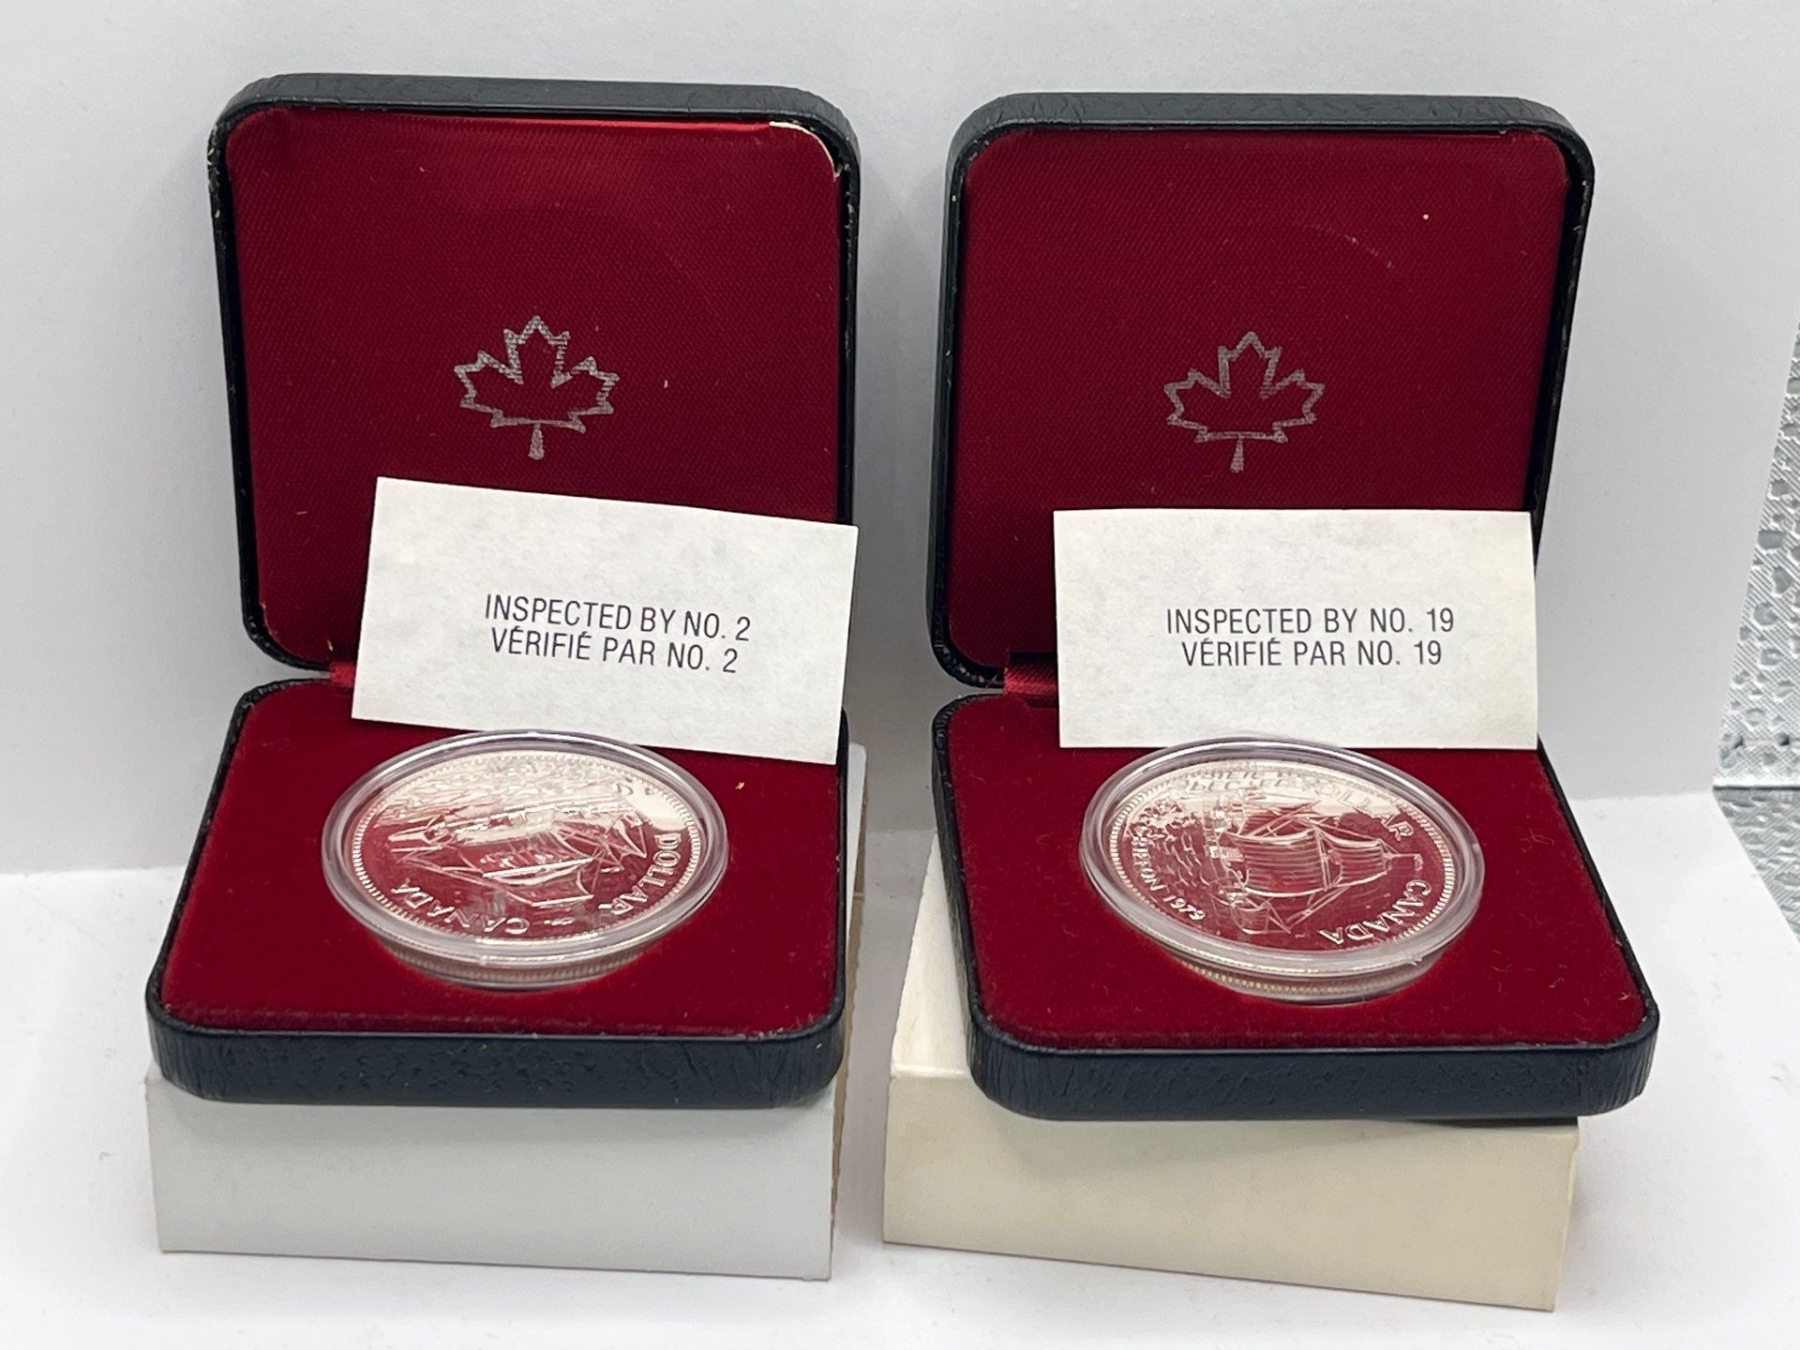 INSPECTED BY NO. 2
VÉRIFIÉ PAR NO. 2
INSPECTED BY NO. 19
VÉRIFIÉ PAR NO. 19
DOLLAR
CANADA
GRIFFON 1979
DOLLAR
CANADA